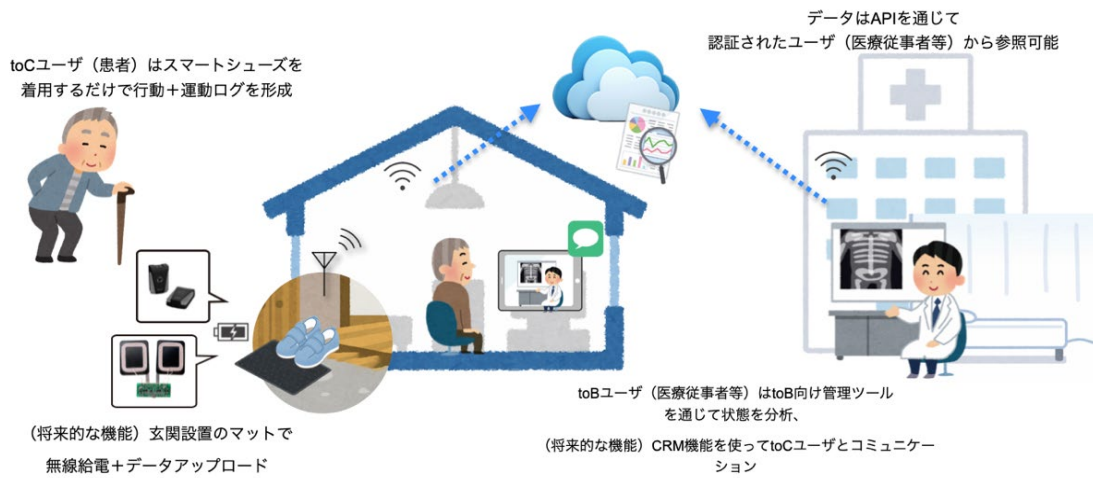 toCユーザ（患者）はスマートシューズを
着用するだけで行動＋運動ログを形成
データはAPIを通じて
認証されたユーザ（医療従事者等）から参照可能
（将来的な機能）玄関設置のマットで
無線給電＋データアップロード
toBユーザ（医療従事者等）はtoB向け管理ツール
を通じて状態を分析、
（将来的な機能）CRM機能を使ってtoCユーザとコミュニケー
ション